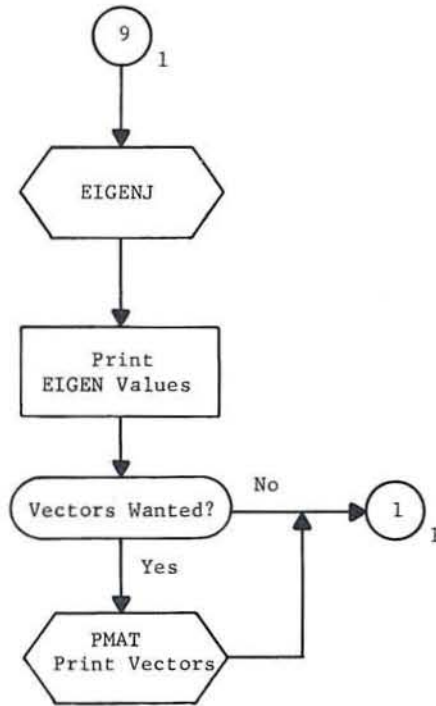 9
1
EIGENJ
Print
EIGEN Values
Vectors Wanted?
No
1
1
Yes
PMAT
Print Vectors